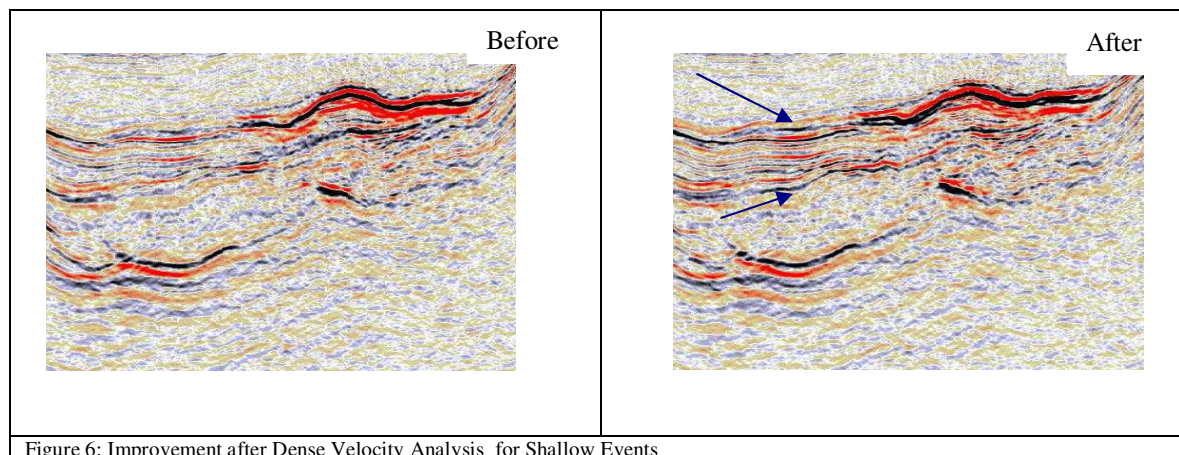 Before
After
Figure 6: Improvement after Dense Velocity Analysis for Shallow Events